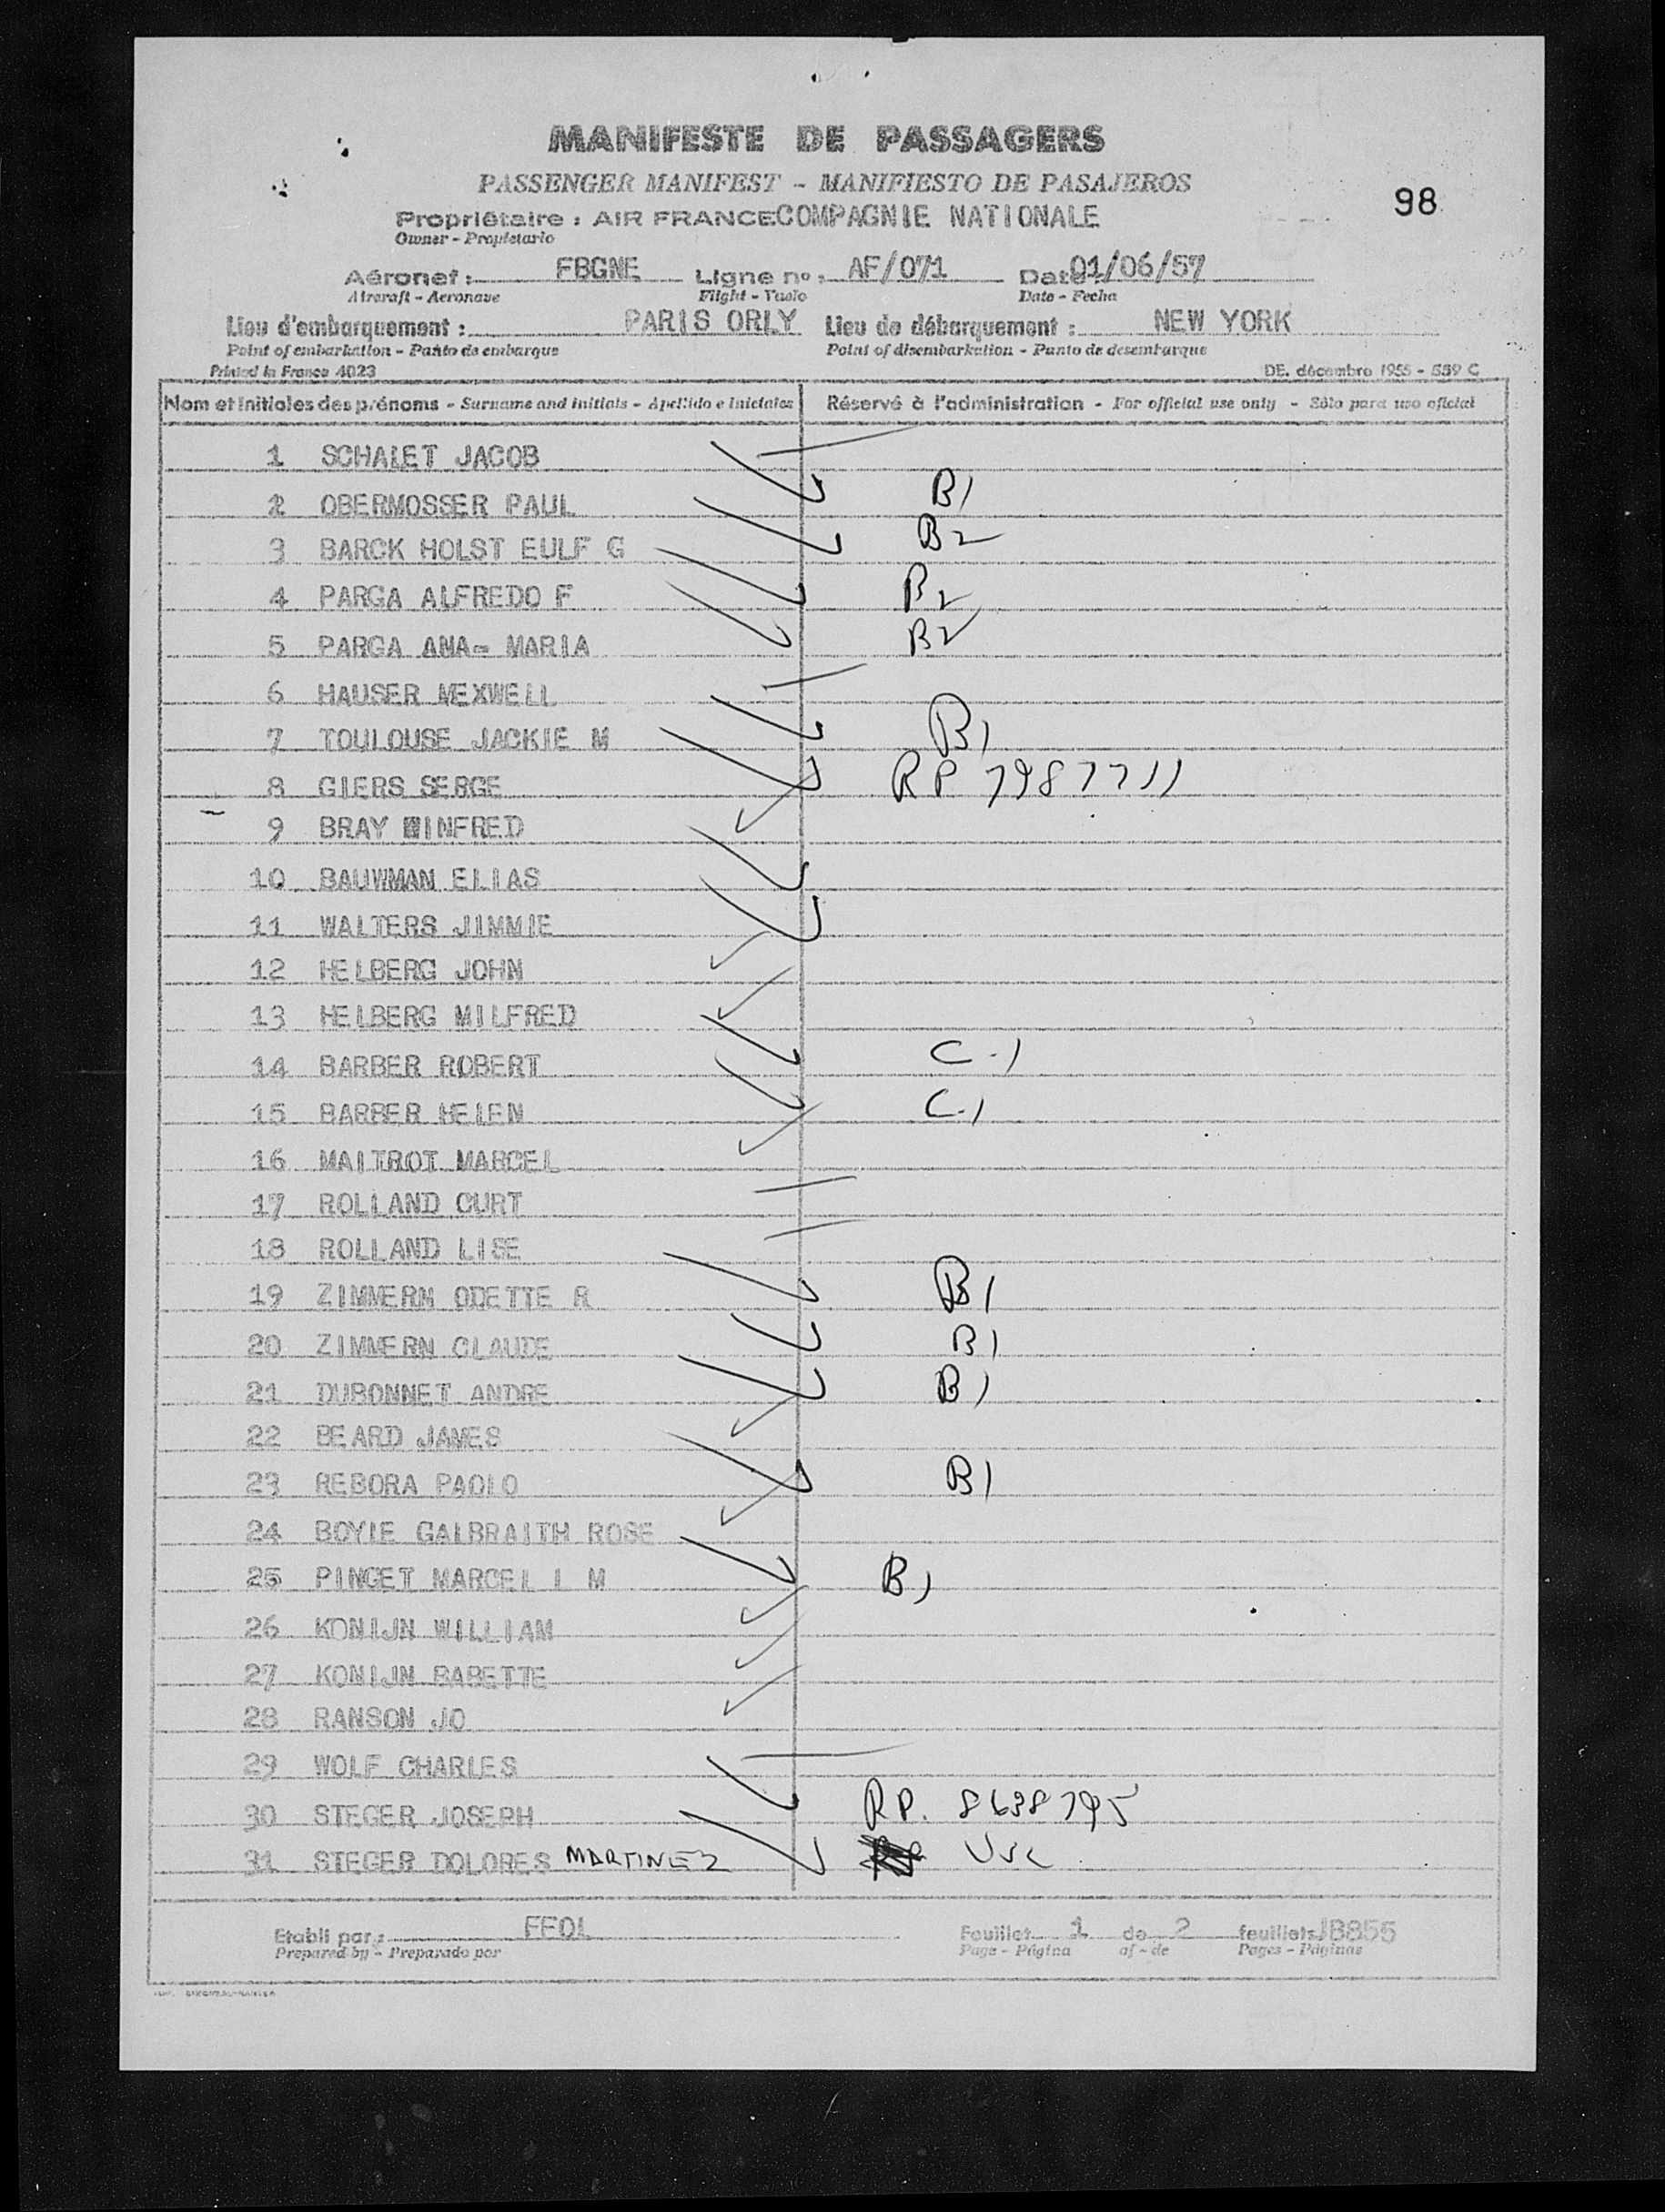 MANIFESTE DE PASSAGERS
PASSENGER MANIFEST - MANIFIESTO DE PASAJEROS
98
Propriétaire : AIR FRANCE COMPAGNIE NATIONALE
Owner - Propietario
Aéronef : FBGNE Ligne nº : AF/071 Date 01/06/57
Aircraft - Aeronave Flight - Vuelo Date - Fecha
Lieu d'embarquement : PARIS ORLY Lieu de débarquement : NEW YORK
Point of embarkation - Punto de embarque Point of disembarkation - Punto de desembarque
Printed in France 4023 DE. décembre 1955 - 559 C
Nom et initiales des prénoms - Surname and initials - Apellido e iniciales Réservé à l'administration - For official use only - Sólo para uso oficial
1 SCHALET JACOB
2 OBERMOSSER PAUL B1
3 BARCK HOLST EULF G B2
4 PARGA ALFREDO F B2
5 PARGA ANA- MARIA B2
6 HAUSER MEXWELL
7 TOULOUSE JACKIE M B1
8 GIERS SERGE RP 7987711
9 BRAY WINFRED
10 BAUWMAN ELIAS
11 WALTERS JIMMIE
12 HELBERG JOHN
13 HELBERG MILFRED
14 BARBER ROBERT C-1
15 BARBER HELEN C-1
16 MAITROT MARCEL
17 ROLLAND CURT
18 ROLLAND LISE
19 ZIMMERN ODETTE R B1
20 ZIMMERN CLAUDE B1
21 DUBONNET ANDRE B1
22 BEARD JAMES
23 REBORA PAOLO B1
24 BOYLE GALBRAITH ROSE
25 PINGET MARCEL L M B1
26 KONIJN WILLIAM
27 KONIJN BABETTE
28 RANSON JO
29 WOLF CHARLES
30 STEGER JOSEPH RP. 8638795
31 STEGER DOLORES MARTINEZ USC
Etabli par : FFOL Feuillet 1 de 2 feuillets JB855
Prepared by - Preparado por Page - Página of - de Pages - Páginas